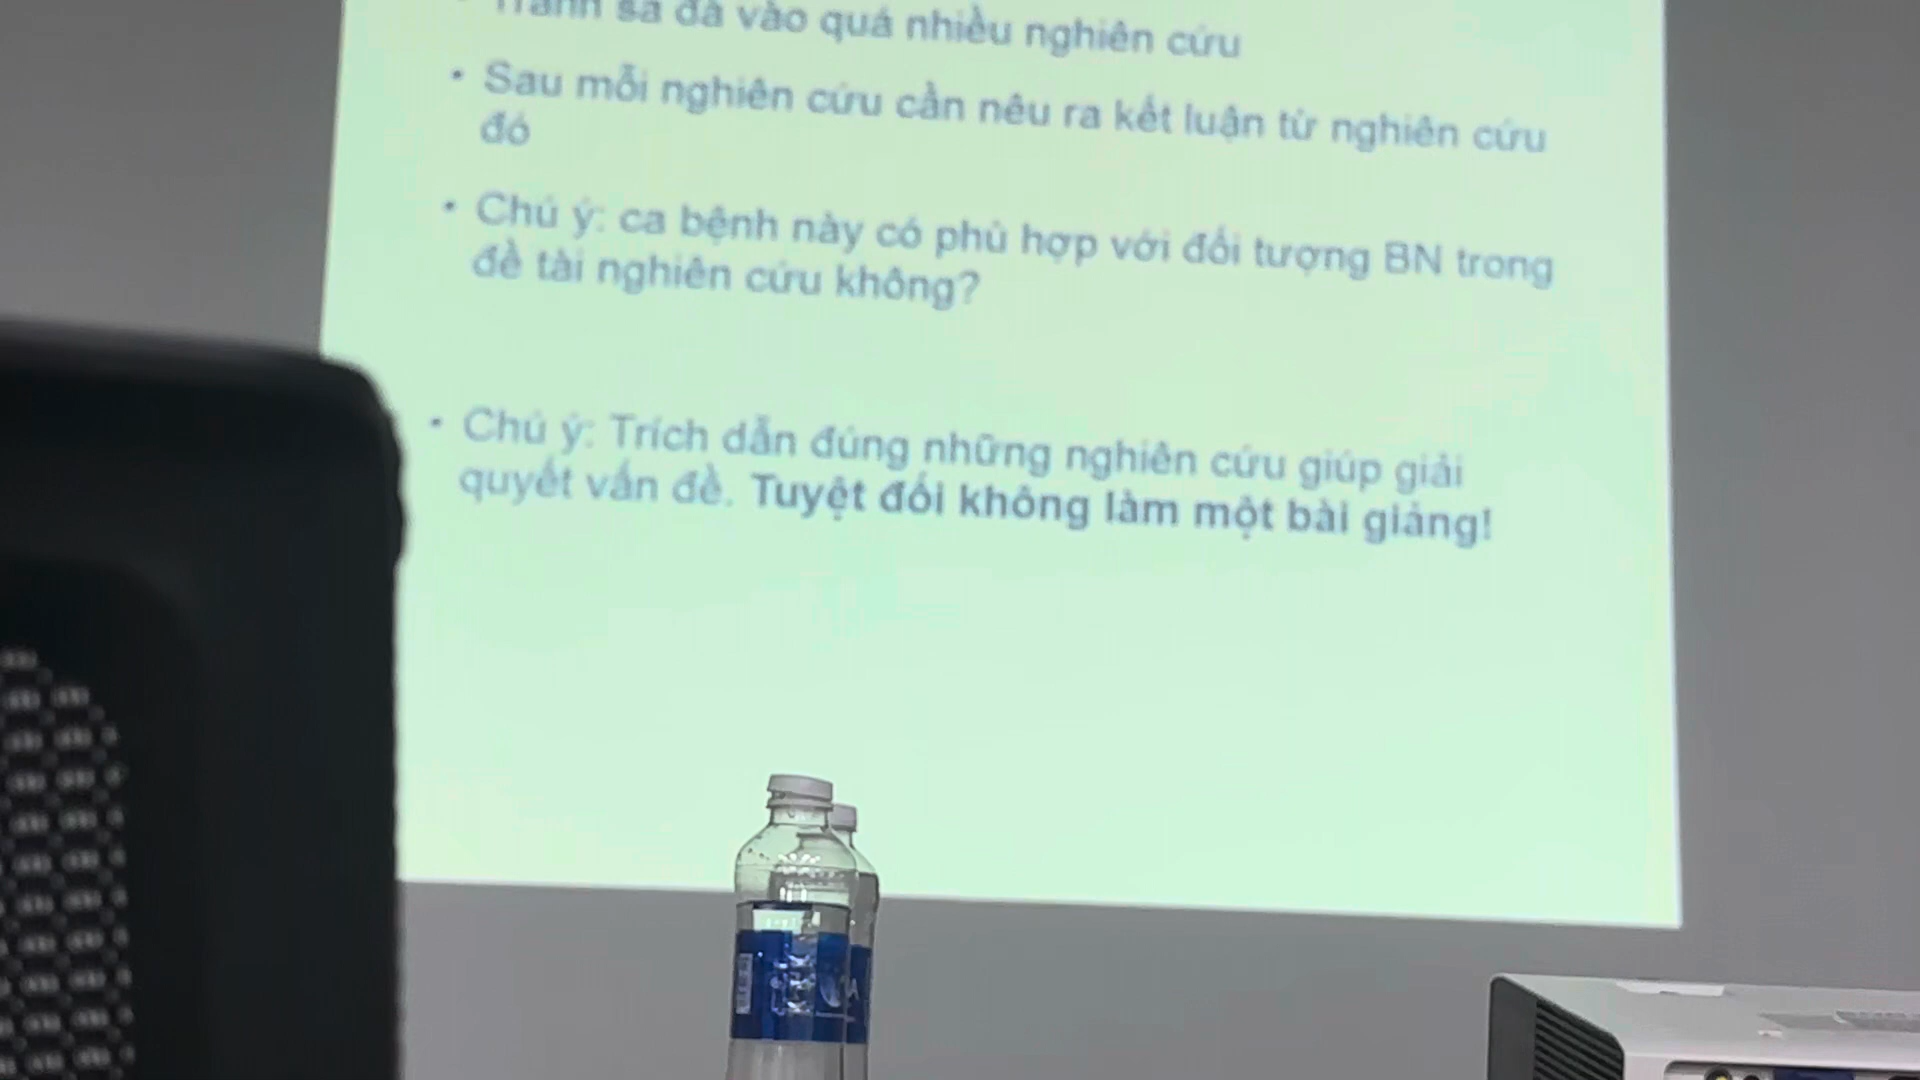 Tránh sa đà vào quá nhiều nghiên cứu
• Sau mỗi nghiên cứu cần nêu ra kết luận từ nghiên cứu
đó
• Chú ý: ca bệnh này có phù hợp với đối tượng BN trong
đề tài nghiên cứu không?
• Chú ý: Trích dẫn đúng những nghiên cứu giúp giải
quyết vấn đề. Tuyệt đối không làm một bài giảng!